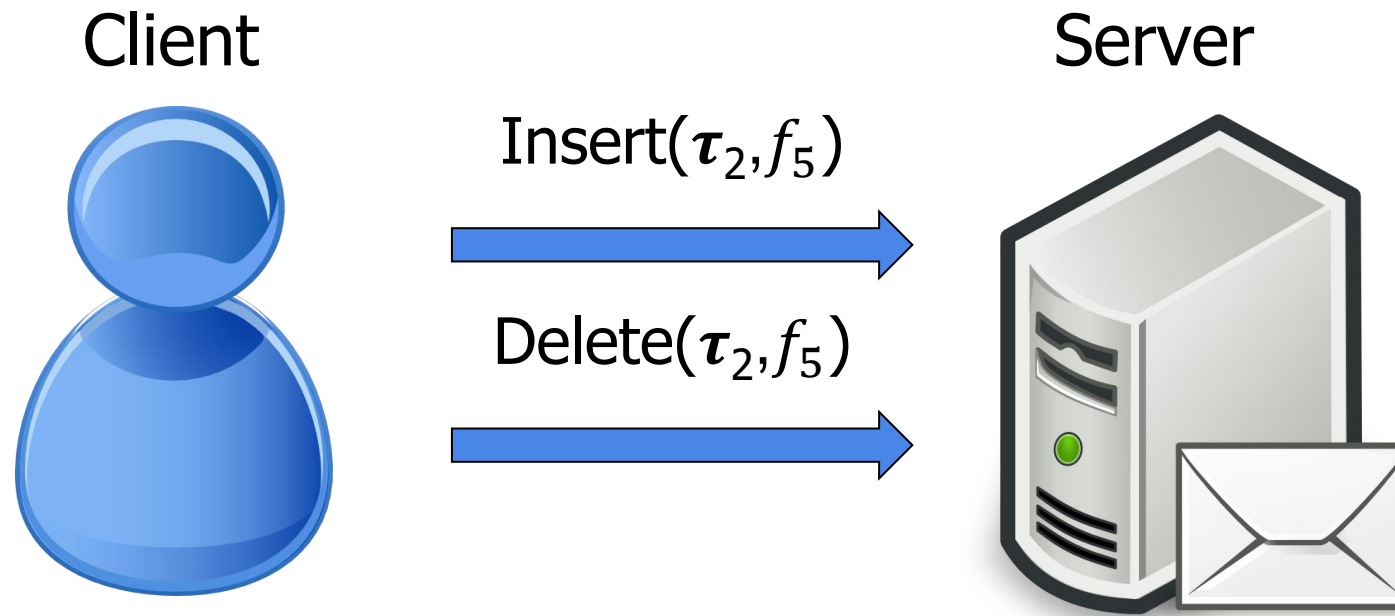 Client
Server
Insert(𝝉₂,𝑓₅)
Delete(𝝉₂,𝑓₅)